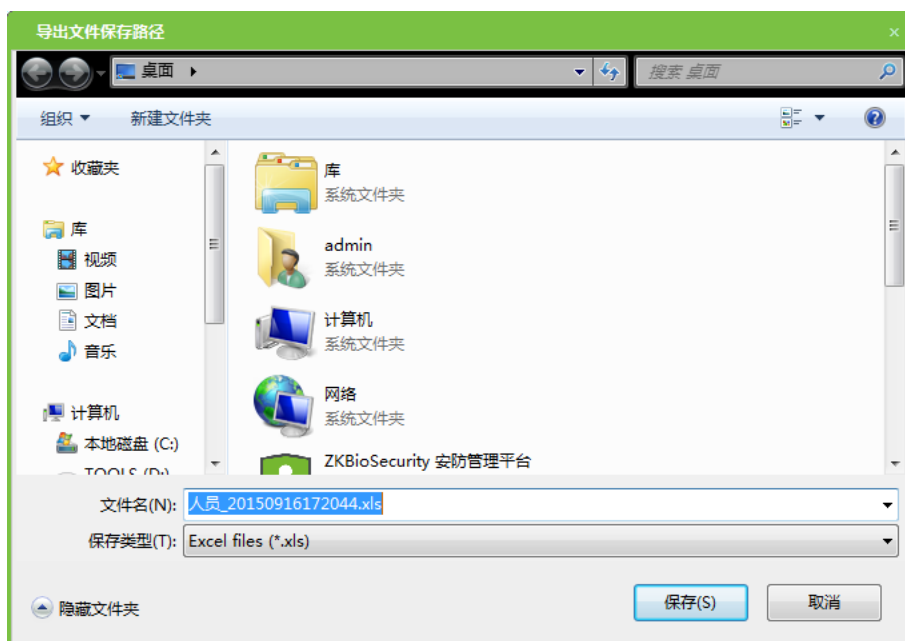 导出文件保存路径
桌面
搜索 桌面
组织
新建文件夹
收藏夹
库
视频
图片
文档
音乐
计算机
本地磁盘 (C:)
TOOLS (D:)
库
系统文件夹
admin
系统文件夹
计算机
系统文件夹
网络
系统文件夹
ZKBioSecurity 安防管理平台
文件名(N):
人员_20150916172044.xls
保存类型(T):
Excel files (*.xls)
隐藏文件夹
保存(S)
取消